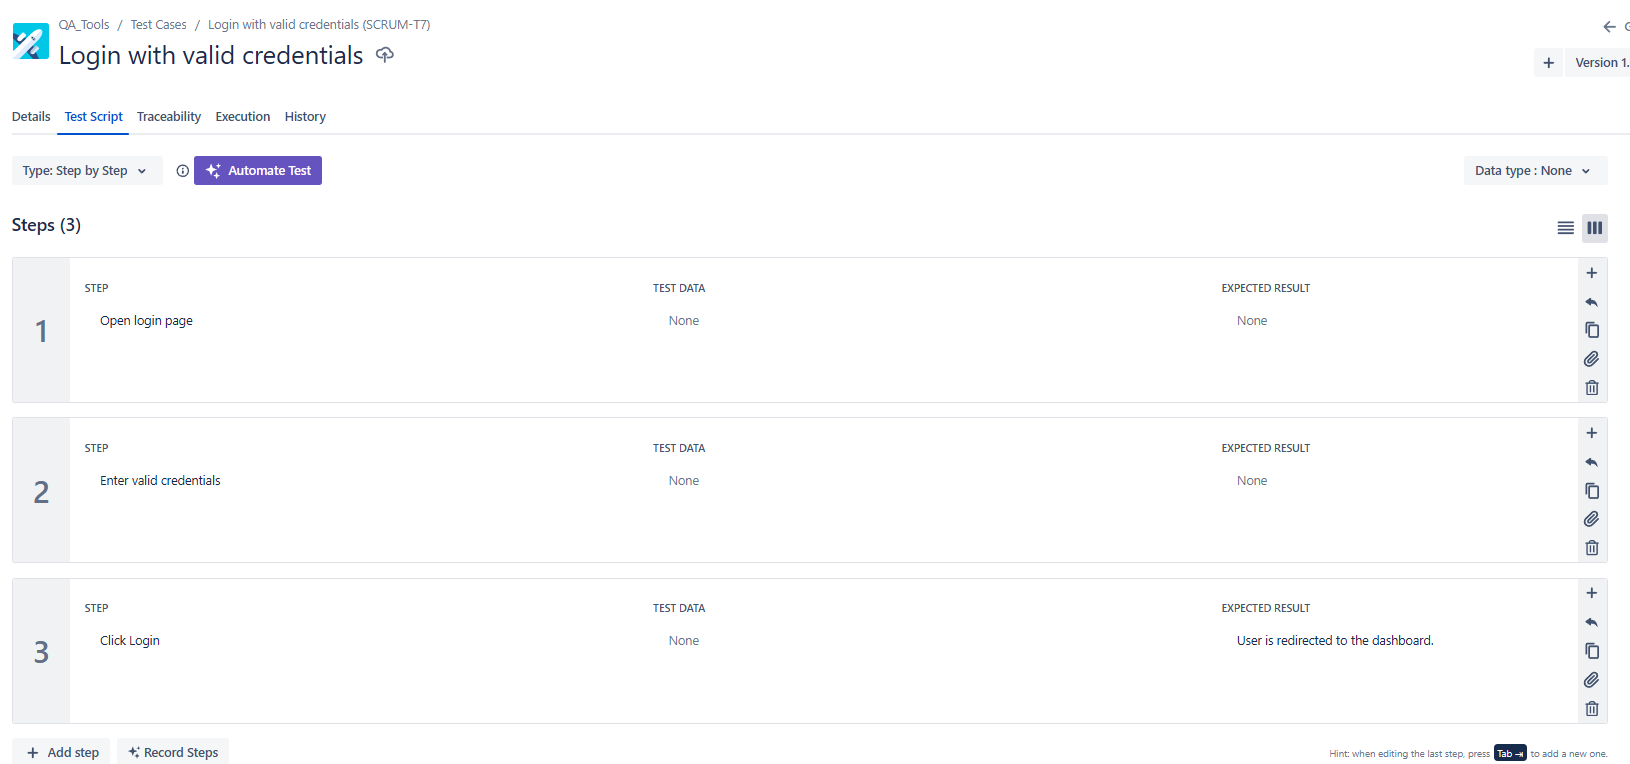 QA_Tools / Test Cases / Login with valid credentials (SCRUM-T7)
Login with valid credentials
+ Version 1.
Details Test Script Traceability Execution History
Type: Step by Step Automate Test Data type : None
Steps (3)
STEP TEST DATA EXPECTED RESULT
1 Open login page None None
STEP TEST DATA EXPECTED RESULT
2 Enter valid credentials None None
STEP TEST DATA EXPECTED RESULT
3 Click Login None User is redirected to the dashboard.
+ Add step Record Steps Hint: when editing the last step, press Tab ⇥ to add a new one.